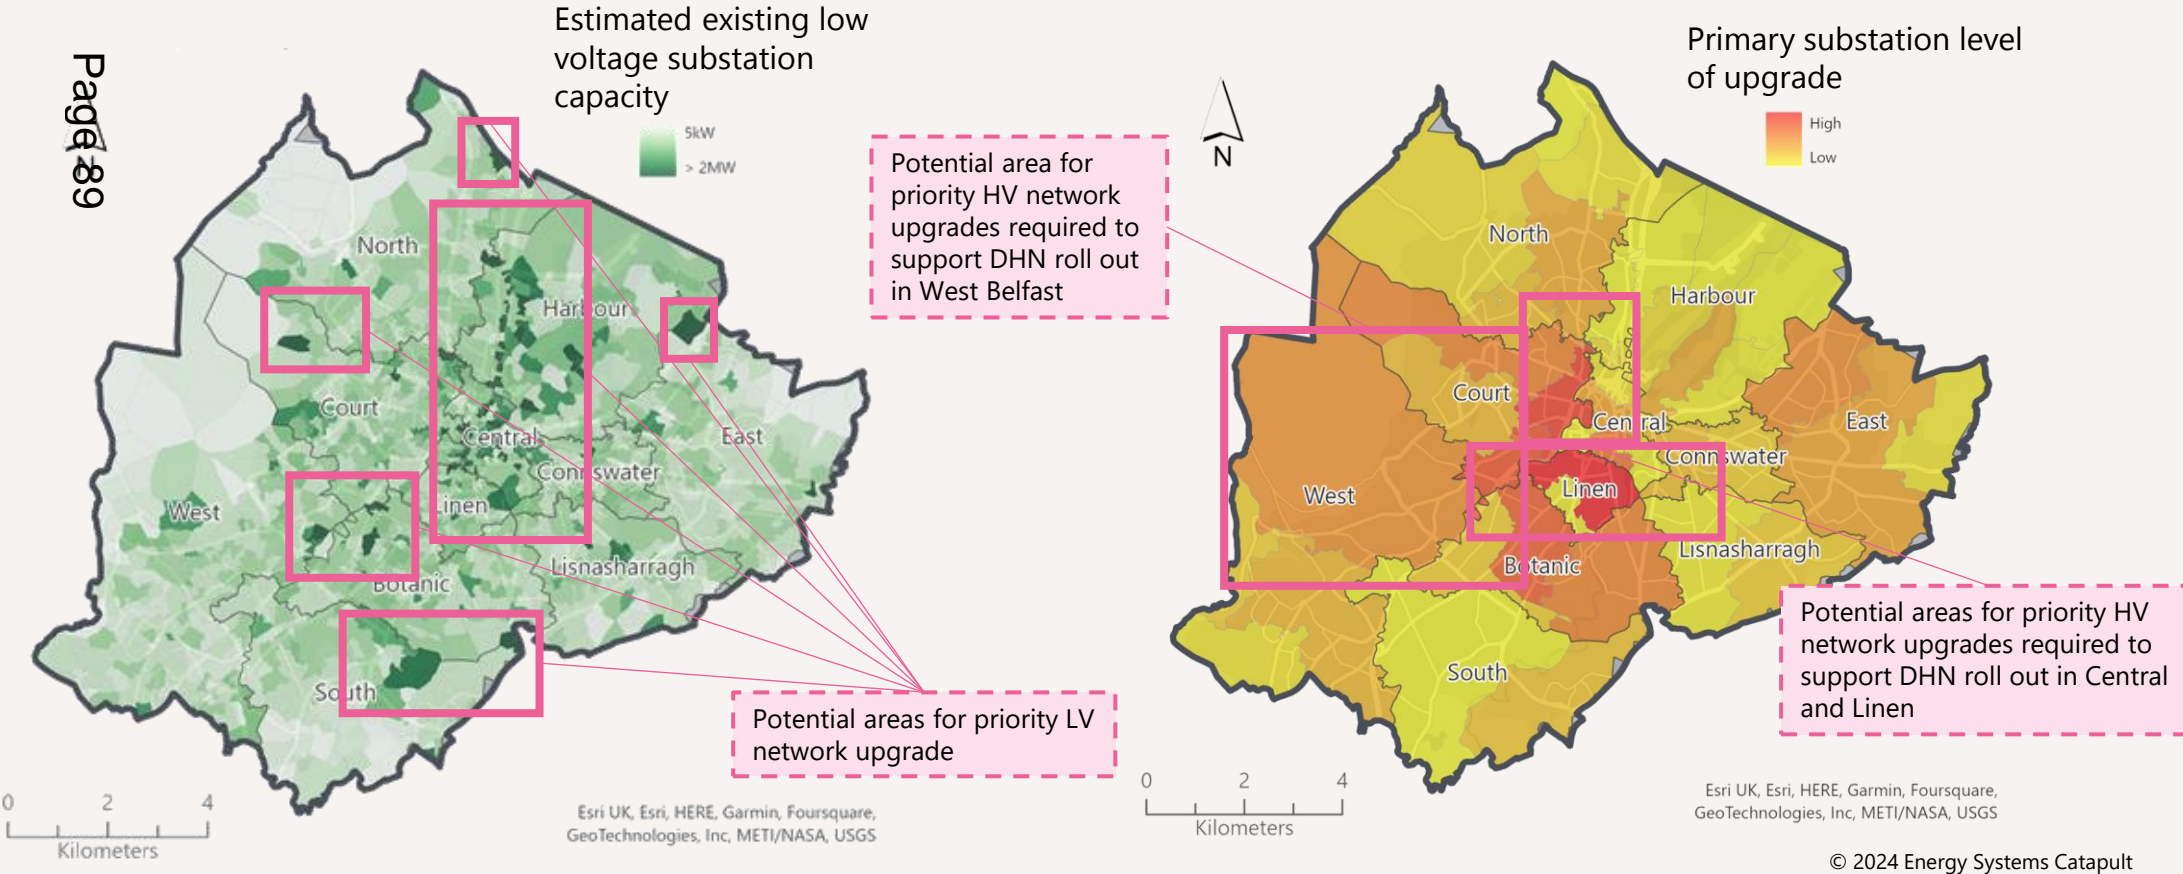 Page 89
Estimated existing low
voltage substation
capacity
5kW
> 2MW
North
Harbour
Court
Central
East
Connswater
West
Linen
Lisnasharragh
Botanic
South
Potential areas for priority LV
network upgrade
0 2 4
Kilometers
Esri UK, Esri, HERE, Garmin, Foursquare,
GeoTechnologies, Inc, METI/NASA, USGS
Potential area for
priority HV network
upgrades required to
support DHN roll out
in West Belfast
N
Primary substation level
of upgrade
High
Low
North
Harbour
Court
Central
East
Connswater
West
Linen
Lisnasharragh
Botanic
South
Potential areas for priority HV
network upgrades required to
support DHN roll out in Central
and Linen
0 2 4
Kilometers
Esri UK, Esri, HERE, Garmin, Foursquare,
GeoTechnologies, Inc, METI/NASA, USGS
© 2024 Energy Systems Catapult